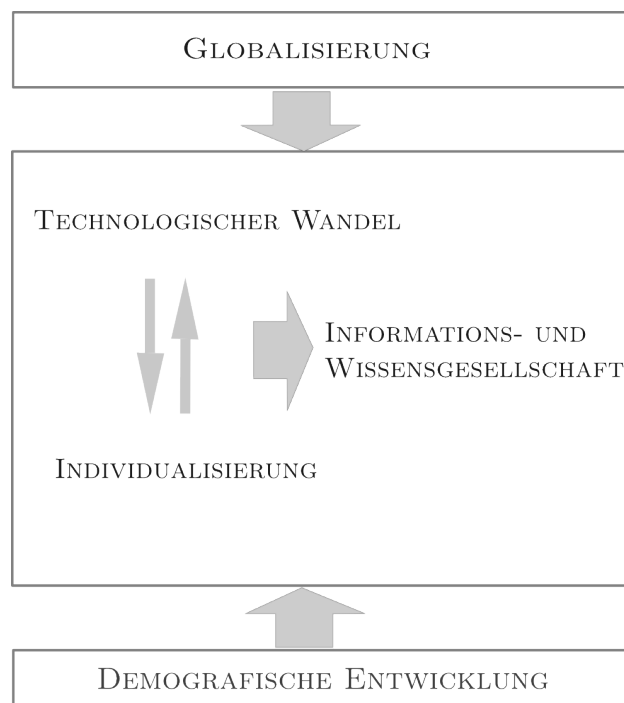 Globalisierung
Technologischer Wandel
Informations- und
Wissensgesellschaft
Individualisierung
Demografische Entwicklung